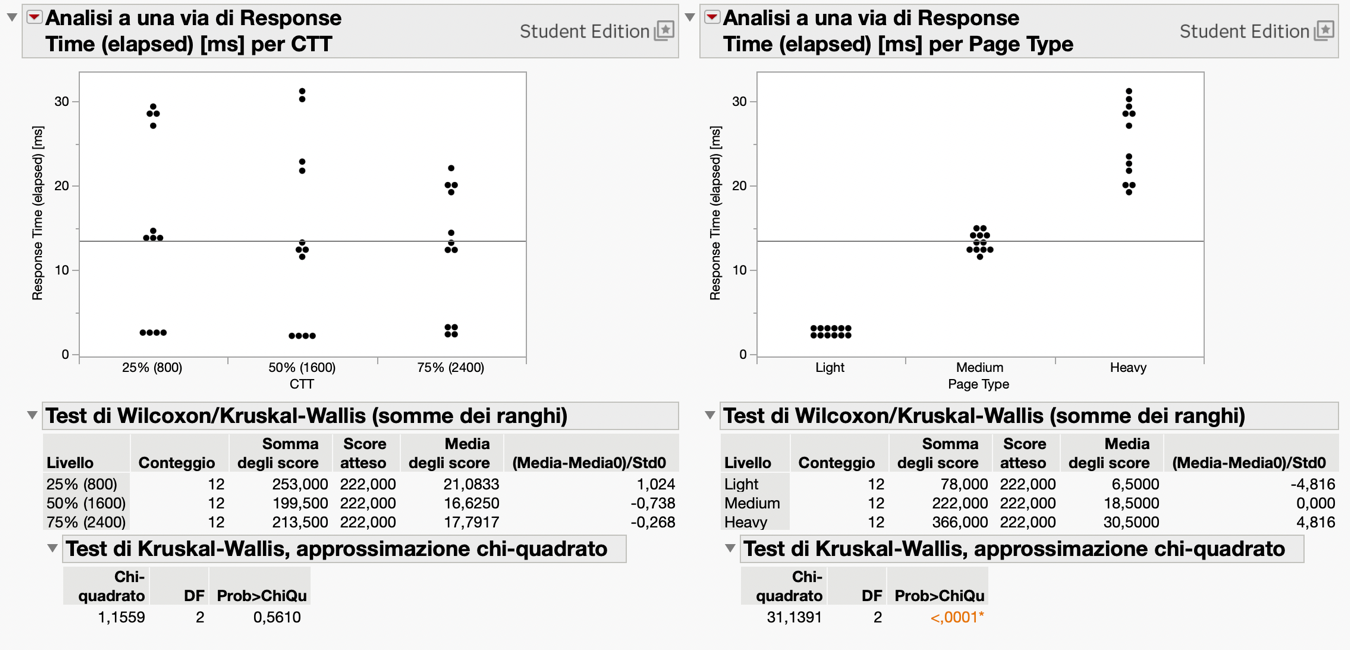 Analisi a una via di Response
Time (elapsed) [ms] per CTT
Student Edition
30
20
10
0
Response Time (elapsed) [ms]
25% (800) 50% (1600) 75% (2400)
CTT
Test di Wilcoxon/Kruskal-Wallis (somme dei ranghi)
Somma Score Media
Livello Conteggio degli score atteso degli score (Media-Media0)/Std0
25% (800) 12 253,000 222,000 21,0833 1,024
50% (1600) 12 199,500 222,000 16,6250 -0,738
75% (2400) 12 213,500 222,000 17,7917 -0,268
Test di Kruskal-Wallis, approssimazione chi-quadrato
Chi-
quadrato DF Prob>ChiQu
1,1559 2 0,5610
Analisi a una via di Response
Time (elapsed) [ms] per Page Type
Student Edition
30
20
10
0
Response Time (elapsed) [ms]
Light Medium Heavy
Page Type
Test di Wilcoxon/Kruskal-Wallis (somme dei ranghi)
Somma Score Media
Livello Conteggio degli score atteso degli score (Media-Media0)/Std0
Light 12 78,000 222,000 6,5000 -4,816
Medium 12 222,000 222,000 18,5000 0,000
Heavy 12 366,000 222,000 30,5000 4,816
Test di Kruskal-Wallis, approssimazione chi-quadrato
Chi-
quadrato DF Prob>ChiQu
31,1391 2 <,0001*